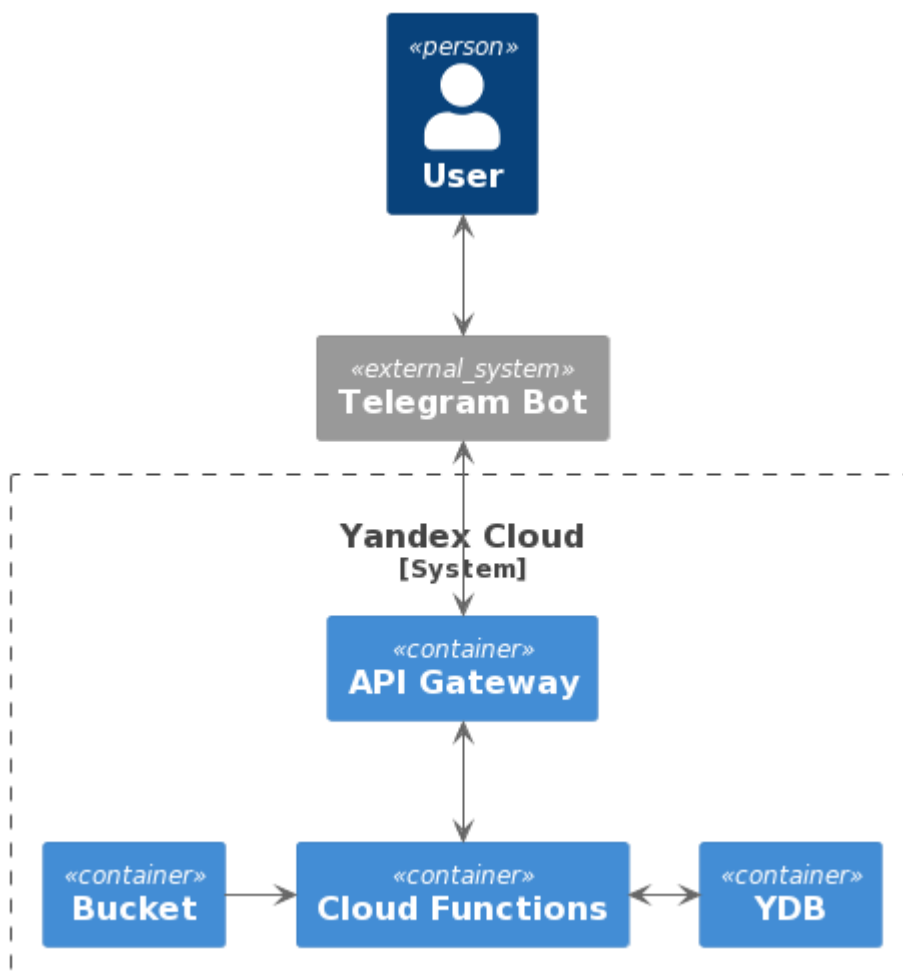 «person»
User
«external_system»
Telegram Bot
Yandex Cloud
[System]
«container»
API Gateway
«container»
Bucket
«container»
Cloud Functions
«container»
YDB